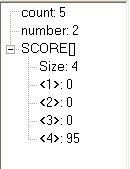 count: 5
number: 2
SCORE[]
Size: 4
<1>: 0
<2>: 0
<3>: 0
<4>: 95